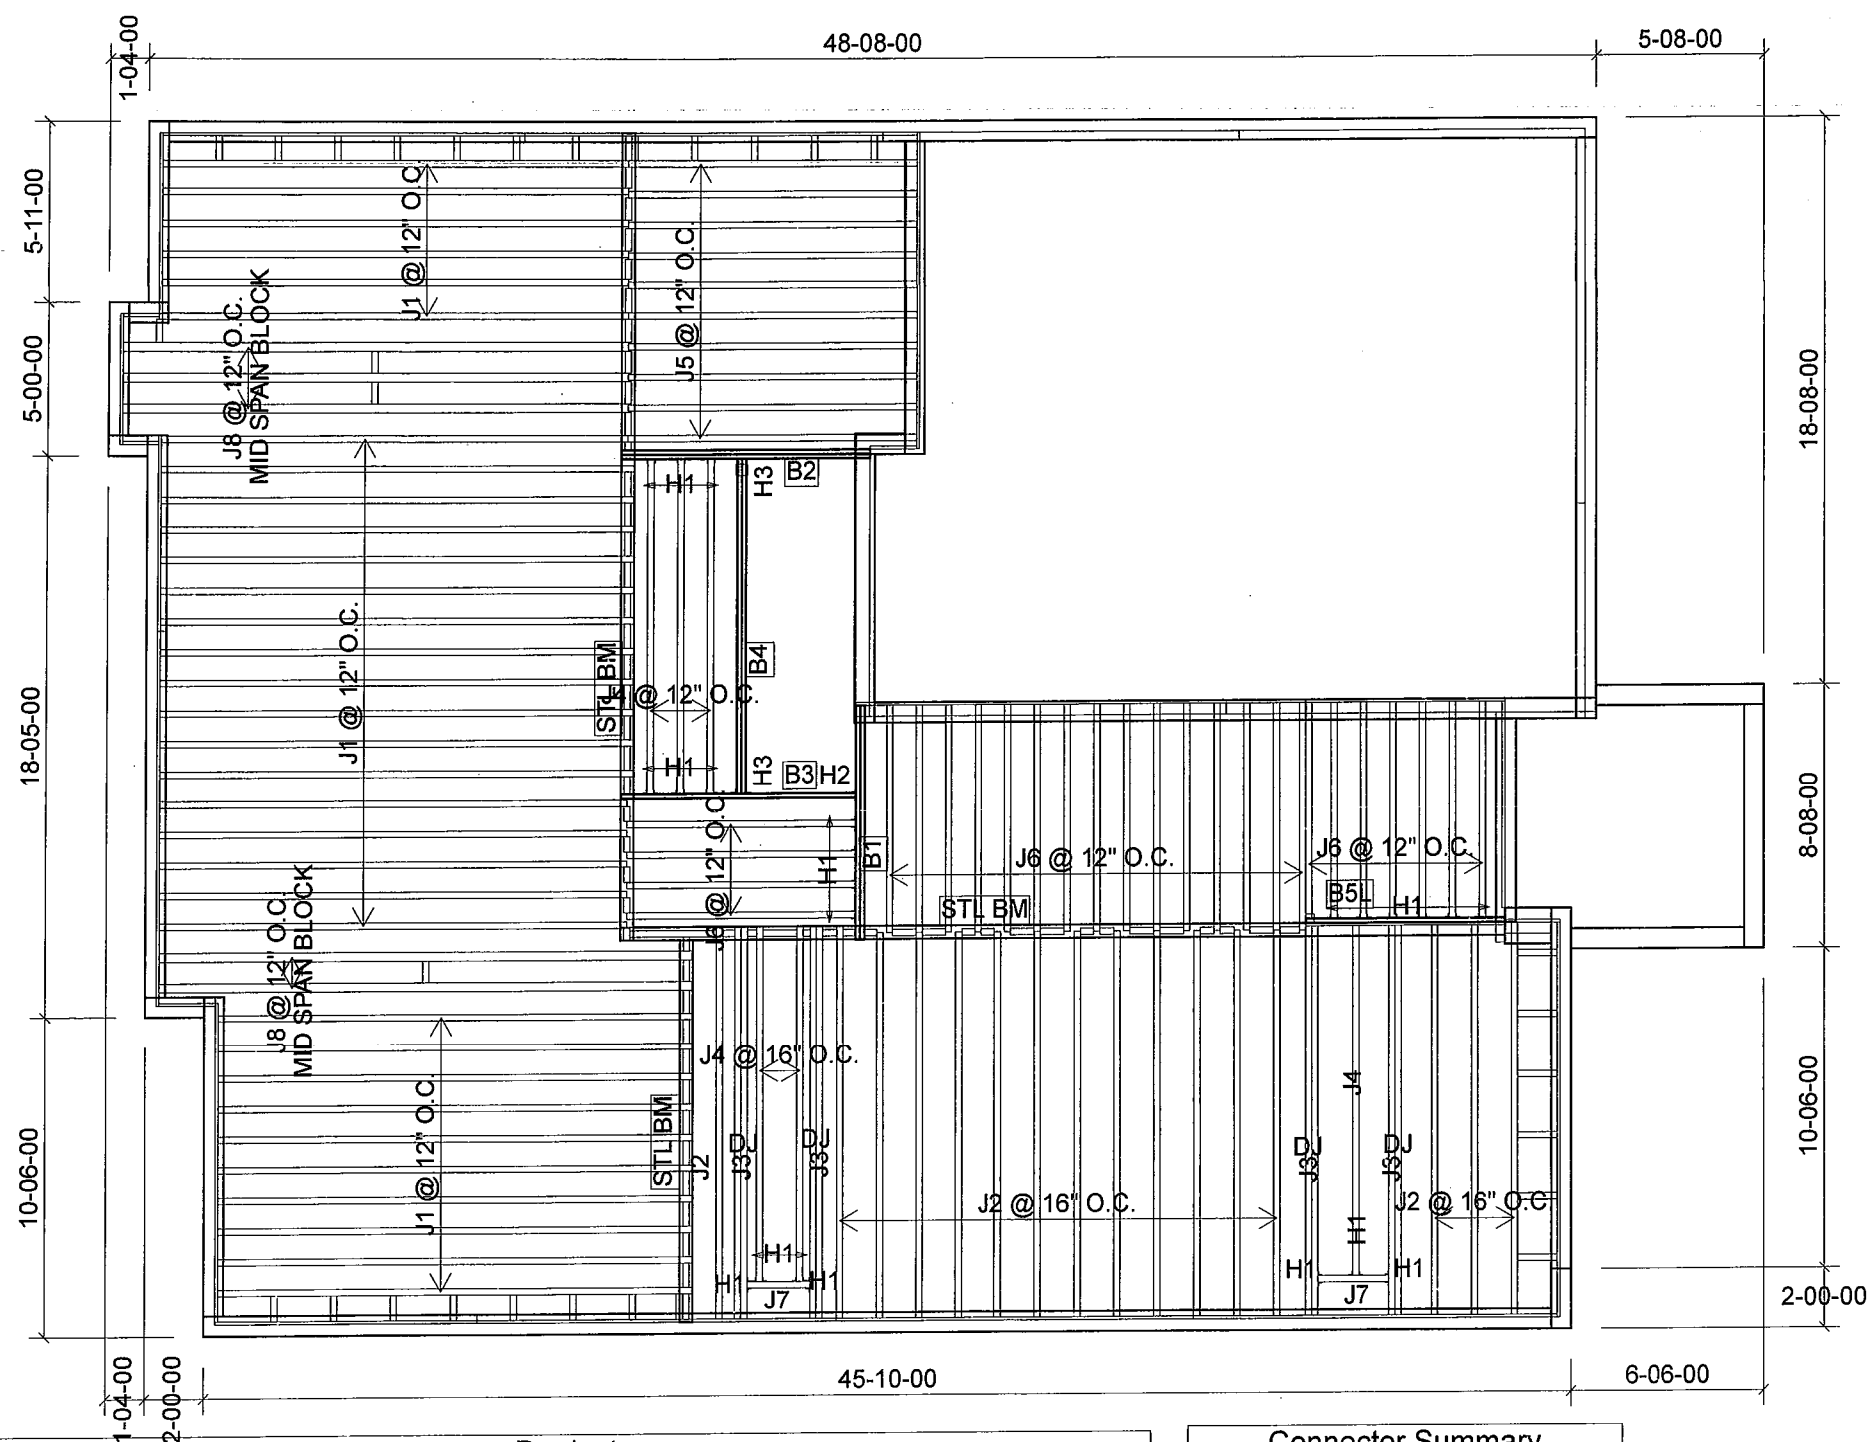 48-08-00
5-08-00
1-04-00
5-11-00
5-00-00
18-05-00
10-06-00
18-08-00
8-08-00
10-06-00
2-00-00
J1 @ 12" O.C.
J5 @ 12" O.C.
J8 @ 12" O.C.
MID SPAN BLOCK
H1
H3
B2
J1 @ 12" O.C.
STL BM
@ 12" O.C.
B4
H1
H3
B3
H2
J6 @ 12" O.C.
H1
B1
J6 @ 12" O.C.
J6 @ 12" O.C.
STL BM
B5L
H1
J8 @ 12" O.C.
MID SPAN BLOCK
J1 @ 12" O.C.
STL BM
J4 @ 16" O.C.
J2
DJ
J3
DJ
J3
J4
DJ
J3
DJ
J3
J2 @ 16" O.C.
J2 @ 16" O.C
H1
H1
H1
H1
J7
H1
H1
J7
1-04-00
2-00-00
45-10-00
6-06-00
Connector Summary